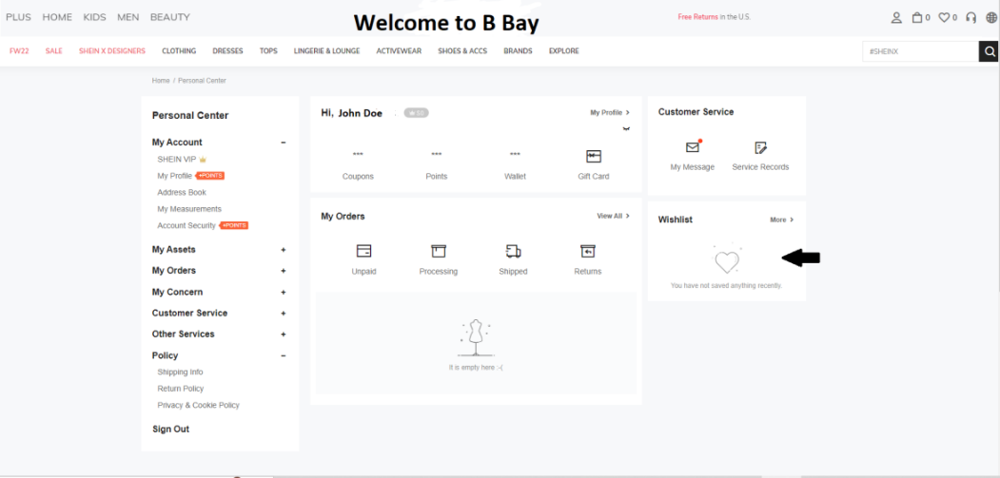 PLUS HOME KIDS MEN BEAUTY
Welcome to B Bay
Free Returns in the U.S.
0 0
FW22 SALE SHEIN X DESIGNERS CLOTHING DRESSES TOPS LINGERIE & LOUNGE ACTIVEWEAR SHOES & ACCS BRANDS EXPLORE
#SHEINX
Home / Personal Center
Personal Center
My Account -
SHEIN VIP
My Profile +POINTS
Address Book
My Measurements
Account Security +POINTS
My Assets +
My Orders +
My Concern +
Customer Service +
Other Services +
Policy -
Shipping Info
Return Policy
Privacy & Cookie Policy
Sign Out
Hi, John Doe
My Profile >
Coupons Points Wallet Gift Card
My Orders View All >
Unpaid Processing Shipped Returns
It is empty here :-(
Customer Service
My Message Service Records
Wishlist More >
You have not saved anything recently.